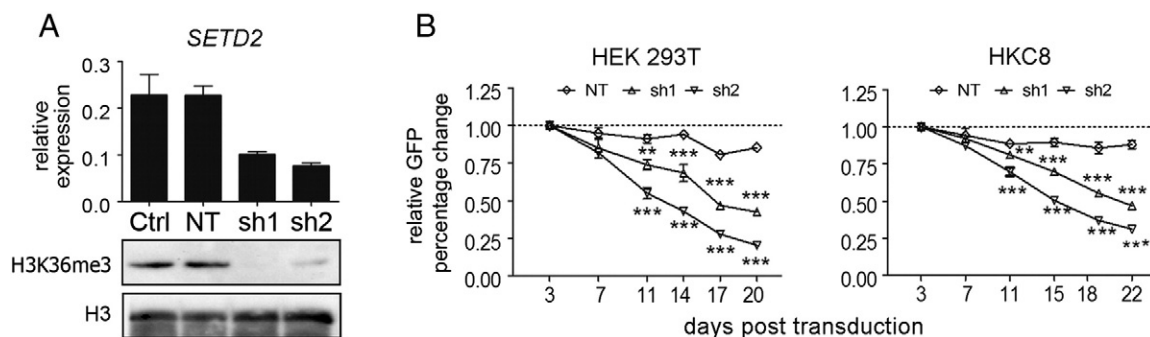 A
SETD2
relative expression
0.3
0.2
0.1
0.0
Ctrl NT sh1 sh2
H3K36me3
H3
B
HEK 293T
NT sh1 sh2
relative GFP percentage change
1.25
1.00
0.75
0.50
0.25
0.00
** ***
*** ***
*** ***
*** ***
3 7 11 14 17 20
HKC8
NT sh1 sh2
1.25
1.00
0.75
0.50
0.25
0.00
** ***
*** ***
*** ***
*** ***
3 7 11 15 18 22
days post transduction